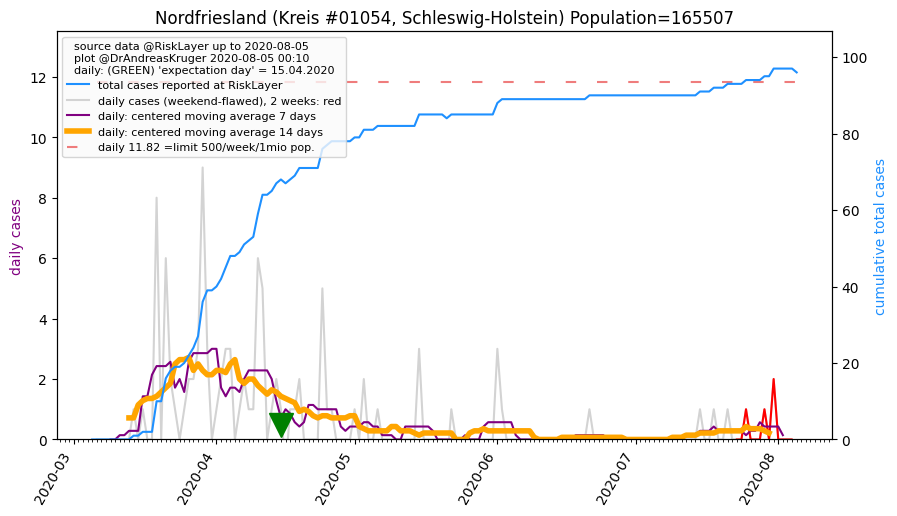 Nordfriesland (Kreis #01054, Schleswig-Holstein) Population=165507
source data @RiskLayer up to 2020-08-05
plot @DrAndreasKruger 2020-08-05 00:10
daily: (GREEN) 'expectation day' = 15.04.2020
total cases reported at RiskLayer
daily cases (weekend-flawed), 2 weeks: red
daily: centered moving average 7 days
daily: centered moving average 14 days
daily 11.82 =limit 500/week/1mio pop.
daily cases
12
10
8
6
4
2
0
cumulative total cases
100
80
60
40
20
0
2020-03
2020-04
2020-05
2020-06
2020-07
2020-08